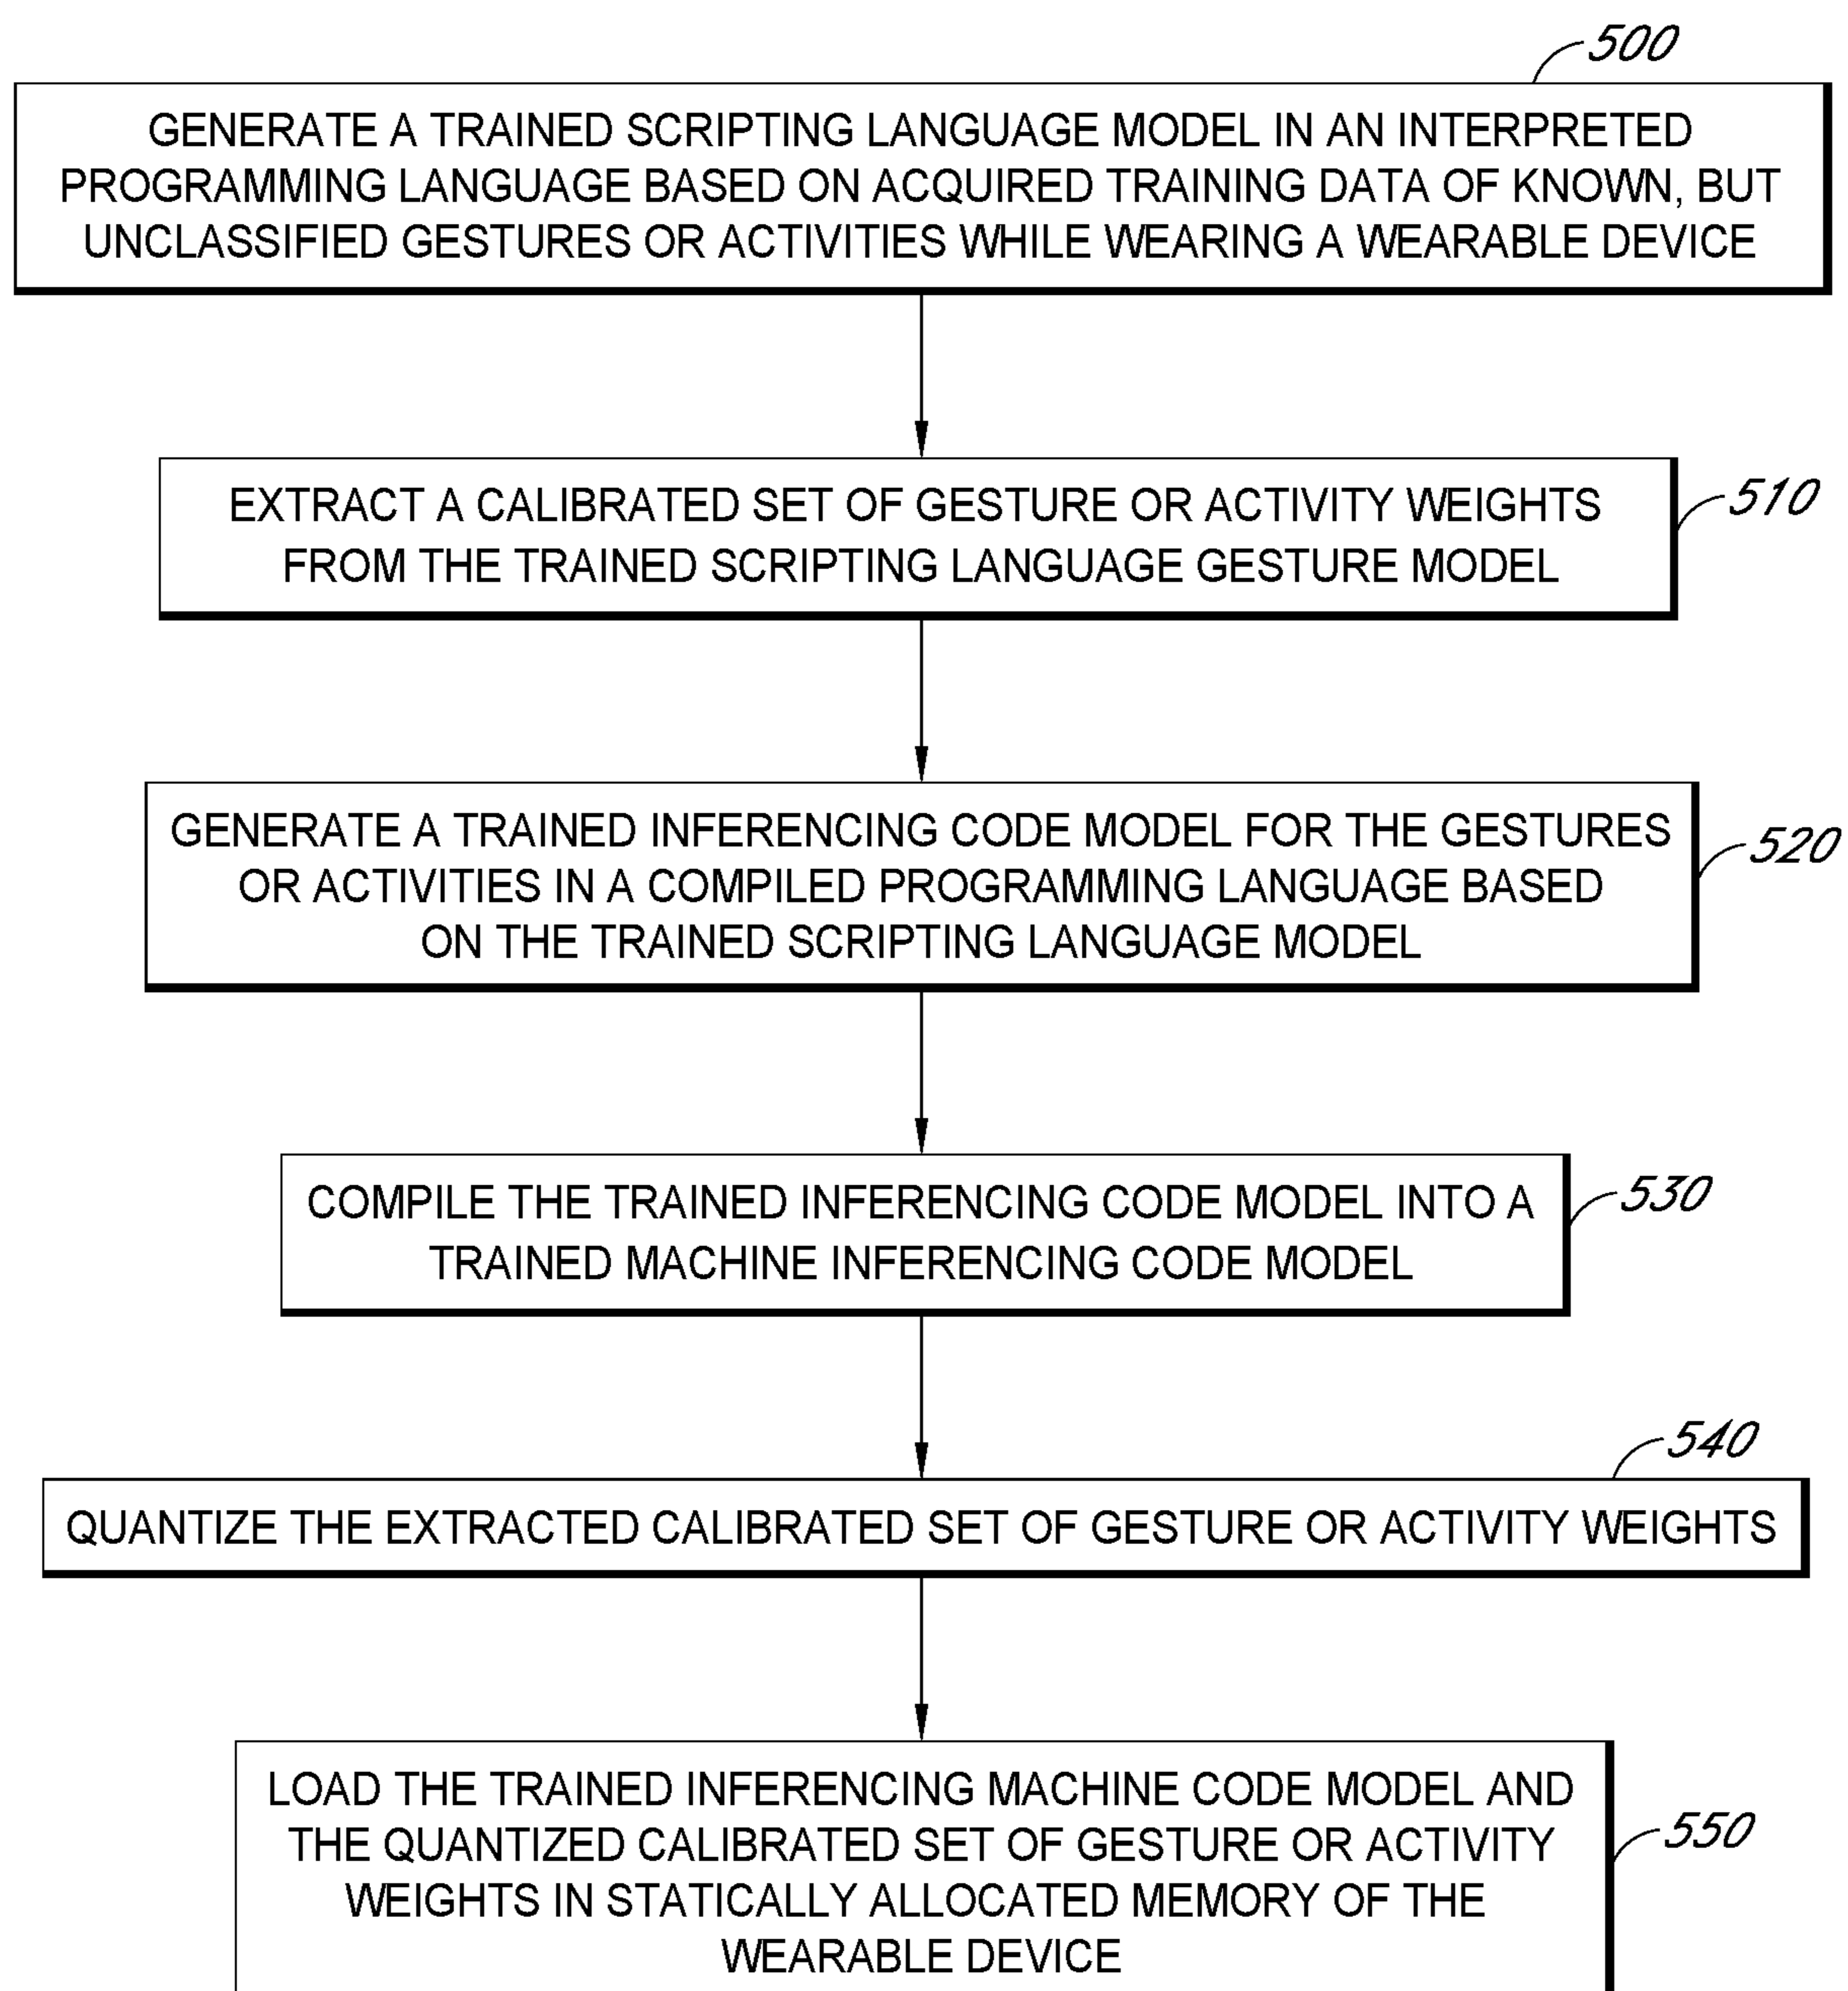 500
GENERATE A TRAINED SCRIPTING LANGUAGE MODEL IN AN INTERPRETED
PROGRAMMING LANGUAGE BASED ON ACQUIRED TRAINING DATA OF KNOWN, BUT
UNCLASSIFIED GESTURES OR ACTIVITIES WHILE WEARING A WEARABLE DEVICE
EXTRACT A CALIBRATED SET OF GESTURE OR ACTIVITY WEIGHTS
FROM THE TRAINED SCRIPTING LANGUAGE GESTURE MODEL
510
GENERATE A TRAINED INFERENCING CODE MODEL FOR THE GESTURES
OR ACTIVITIES IN A COMPILED PROGRAMMING LANGUAGE BASED
ON THE TRAINED SCRIPTING LANGUAGE MODEL
520
COMPILE THE TRAINED INFERENCING CODE MODEL INTO A
TRAINED MACHINE INFERENCING CODE MODEL
530
540
QUANTIZE THE EXTRACTED CALIBRATED SET OF GESTURE OR ACTIVITY WEIGHTS
LOAD THE TRAINED INFERENCING MACHINE CODE MODEL AND
THE QUANTIZED CALIBRATED SET OF GESTURE OR ACTIVITY
WEIGHTS IN STATICALLY ALLOCATED MEMORY OF THE
WEARABLE DEVICE
550